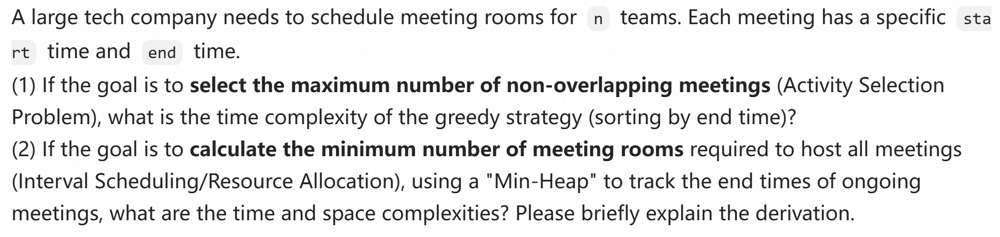 A large tech company needs to schedule meeting rooms for n teams. Each meeting has a specific sta
rt time and end time.
(1) If the goal is to select the maximum number of non-overlapping meetings (Activity Selection
Problem), what is the time complexity of the greedy strategy (sorting by end time)?
(2) If the goal is to calculate the minimum number of meeting rooms required to host all meetings
(Interval Scheduling/Resource Allocation), using a "Min-Heap" to track the end times of ongoing
meetings, what are the time and space complexities? Please briefly explain the derivation.